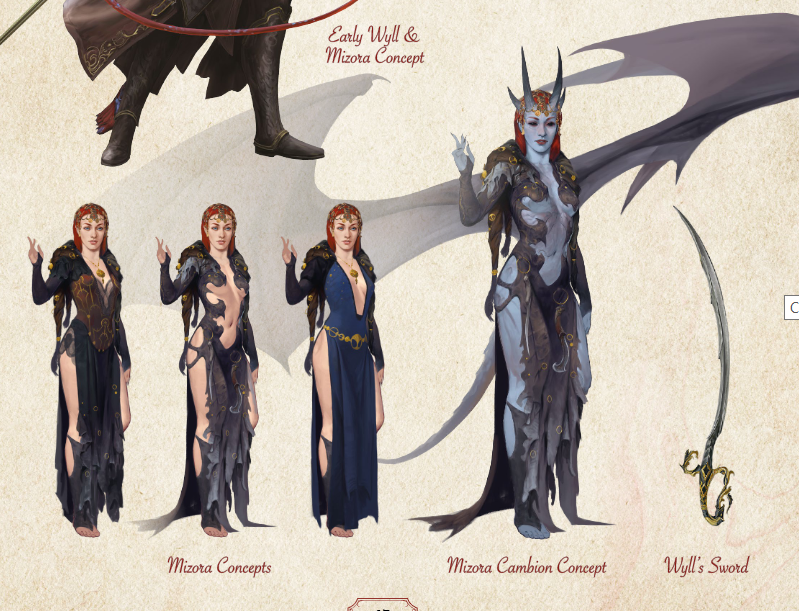 Early Wyll &
Mizora Concept
Mizora Concepts
Mizora Cambion Concept
Wyll's Sword